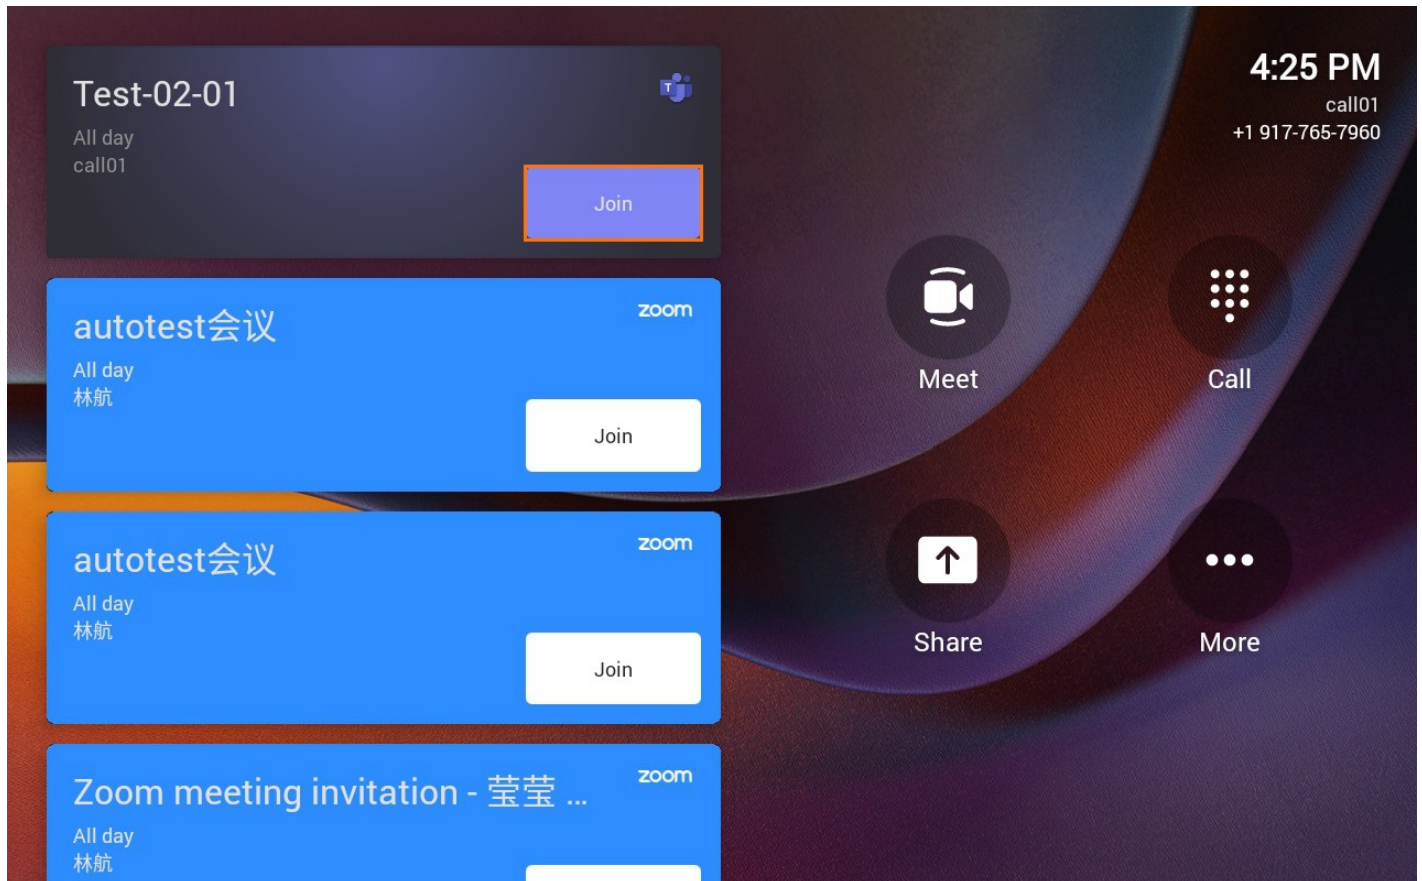 Test-02-01
All day
call01
Join
autotest会议
zoom
All day
林航
Join
autotest会议
zoom
All day
林航
Join
Zoom meeting invitation - 莹莹 ...
zoom
All day
林航
4:25 PM
call01
+1 917-765-7960
Meet
Call
Share
More